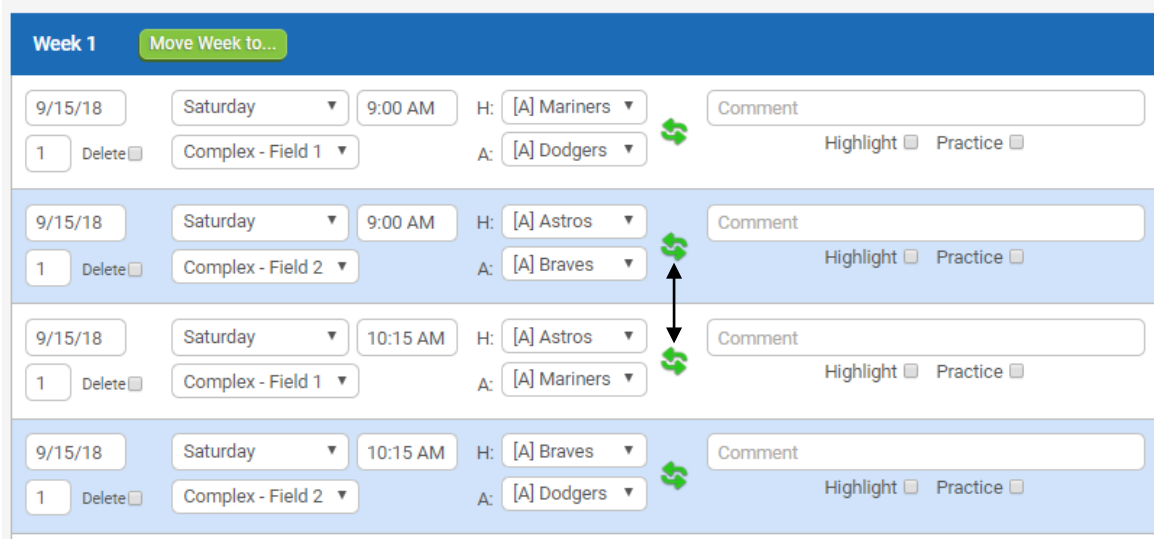 Week 1 Move Week to...
9/15/18 Saturday 9:00 AM H: [A] Mariners Comment
1 Delete Complex - Field 1 A: [A] Dodgers Highlight Practice
9/15/18 Saturday 9:00 AM H: [A] Astros Comment
1 Delete Complex - Field 2 A: [A] Braves Highlight Practice
9/15/18 Saturday 10:15 AM H: [A] Astros Comment
1 Delete Complex - Field 1 A: [A] Mariners Highlight Practice
9/15/18 Saturday 10:15 AM H: [A] Braves Comment
1 Delete Complex - Field 2 A: [A] Dodgers Highlight Practice